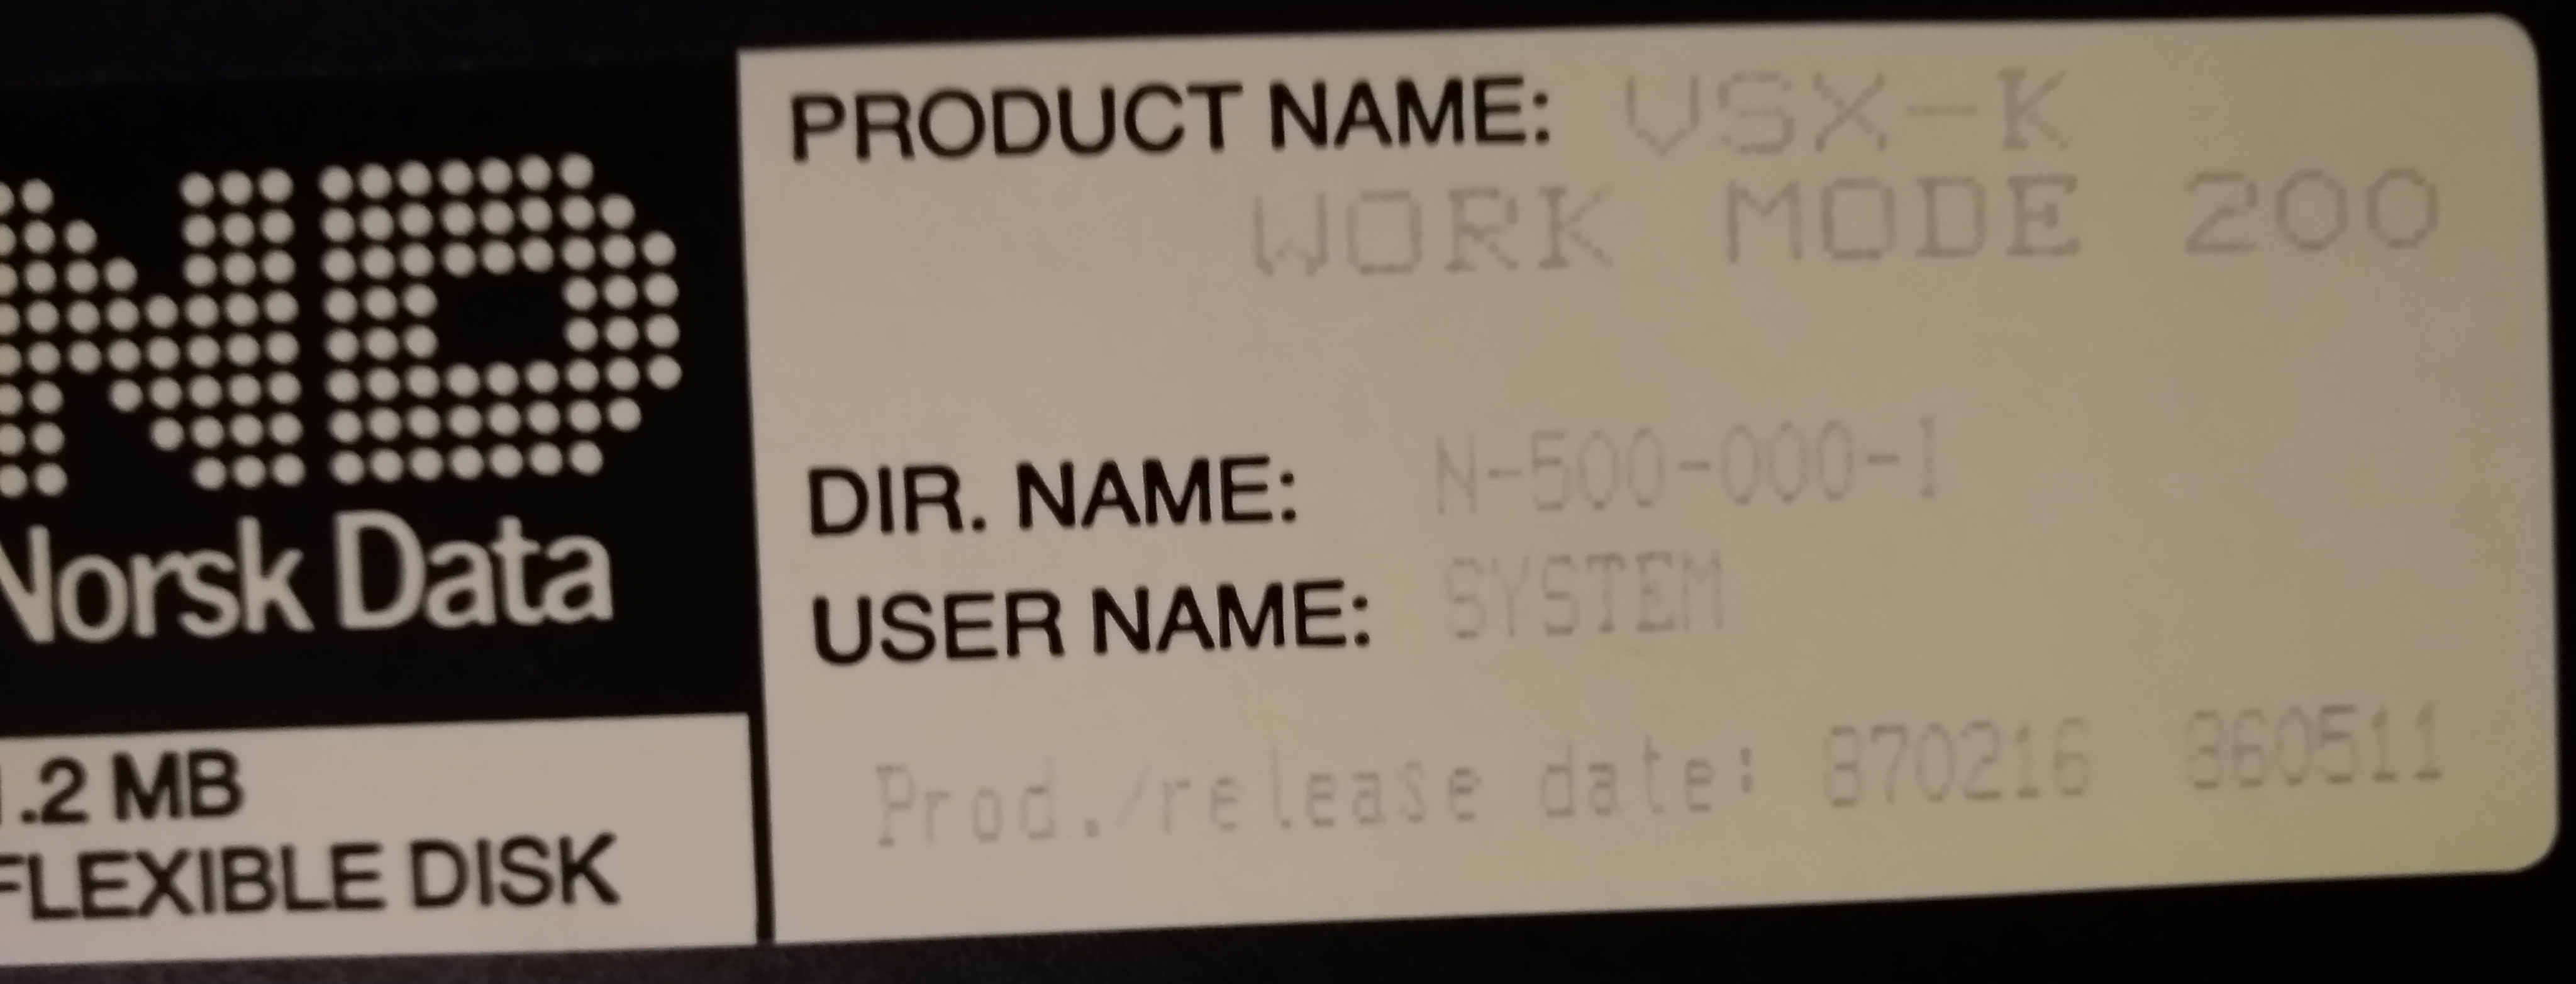 ND
Norsk Data
1.2 MB
FLEXIBLE DISK
PRODUCT NAME: VSX-K
WORK MODE 200
DIR. NAME: N-500-000-I
USER NAME: SYSTEM
Prod./release date: 870216 860511